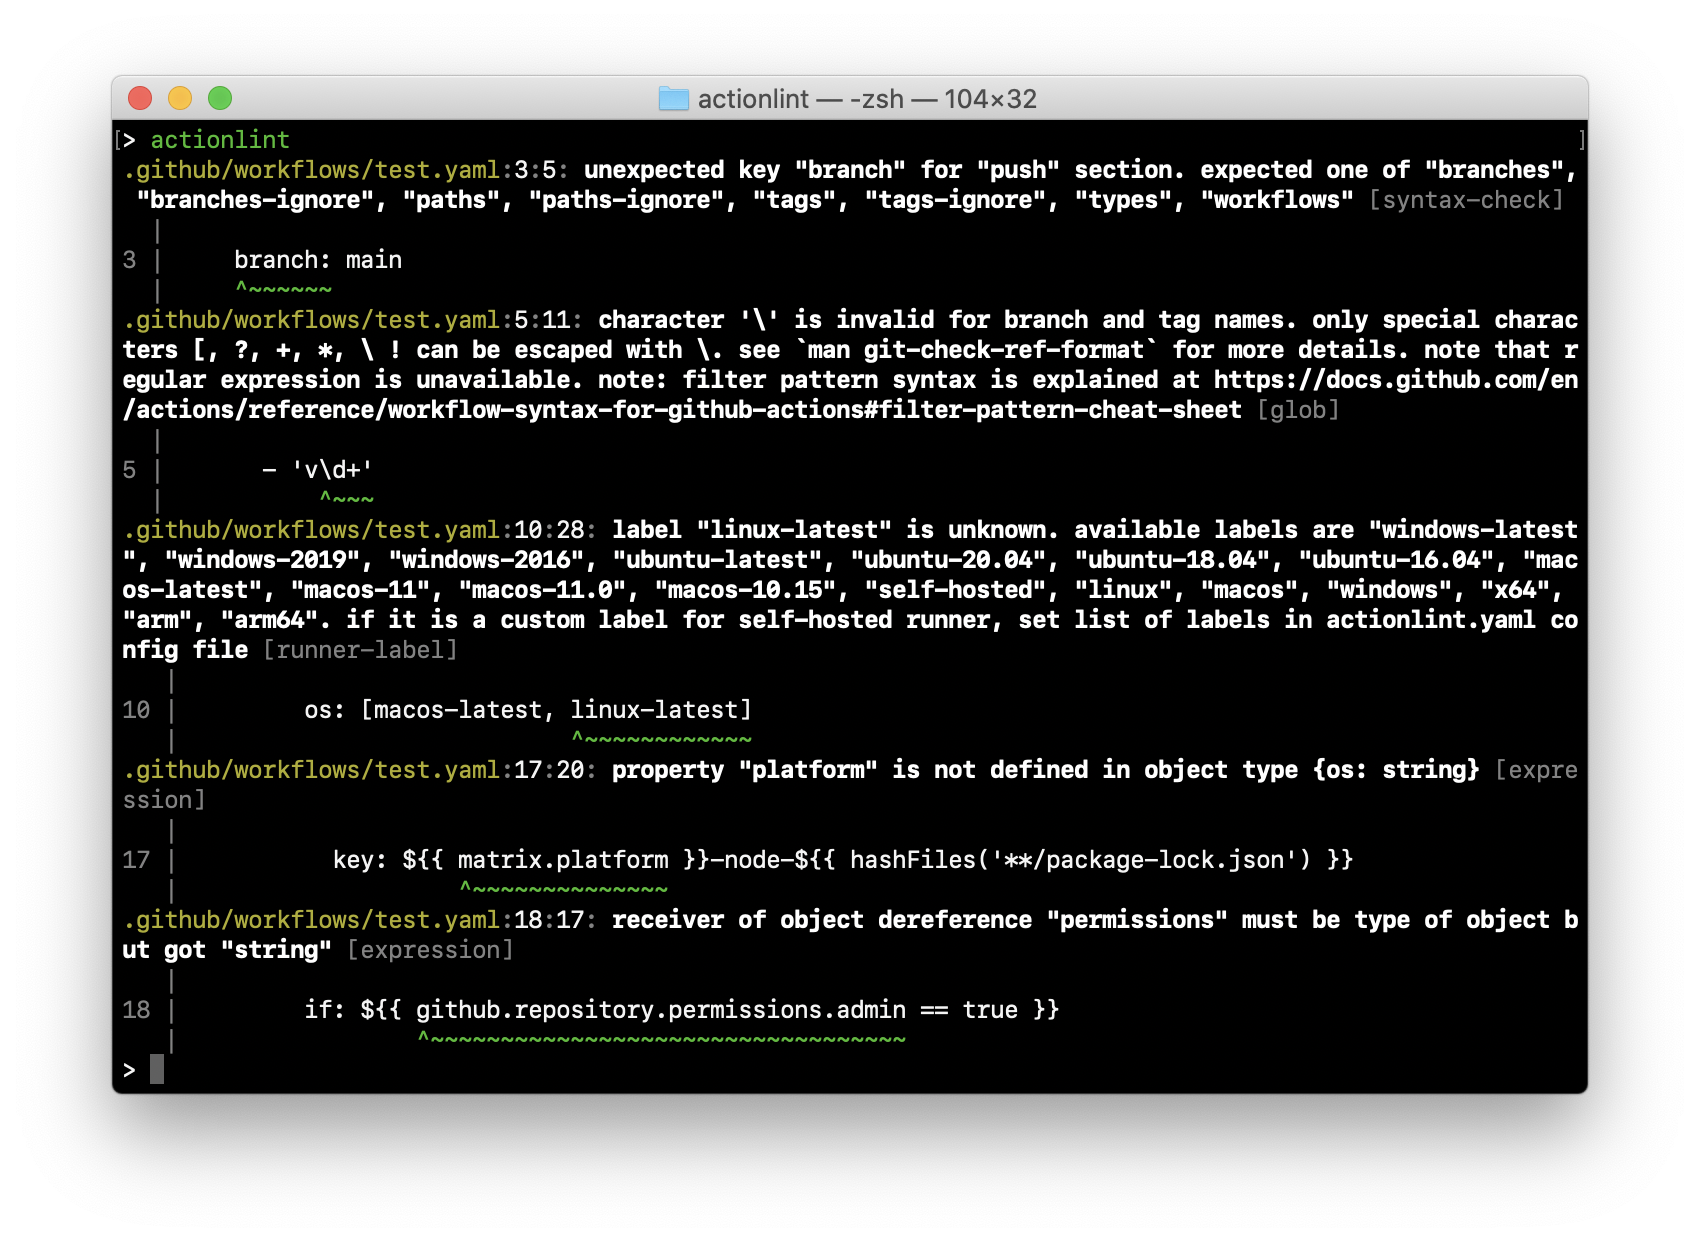 actionlint — -zsh — 104×32
[> actionlint ]
.github/workflows/test.yaml:3:5: unexpected key "branch" for "push" section. expected one of "branches",
 "branches-ignore", "paths", "paths-ignore", "tags", "tags-ignore", "types", "workflows" [syntax-check]
  |
3 |     branch: main
  |     ^~~~~~~
.github/workflows/test.yaml:5:11: character '\' is invalid for branch and tag names. only special charac
ters [, ?, +, *, \ ! can be escaped with \. see `man git-check-ref-format` for more details. note that r
egular expression is unavailable. note: filter pattern syntax is explained at https://docs.github.com/en
/actions/reference/workflow-syntax-for-github-actions#filter-pattern-cheat-sheet [glob]
  |
5 |       - 'v\d+'
  |           ^~~~
.github/workflows/test.yaml:10:28: label "linux-latest" is unknown. available labels are "windows-latest
", "windows-2019", "windows-2016", "ubuntu-latest", "ubuntu-20.04", "ubuntu-18.04", "ubuntu-16.04", "mac
os-latest", "macos-11", "macos-11.0", "macos-10.15", "self-hosted", "linux", "macos", "windows", "x64",
"arm", "arm64". if it is a custom label for self-hosted runner, set list of labels in actionlint.yaml co
nfig file [runner-label]
   |
10 |         os: [macos-latest, linux-latest]
   |                            ^~~~~~~~~~~~~
.github/workflows/test.yaml:17:20: property "platform" is not defined in object type {os: string} [expre
ssion]
   |
17 |           key: ${{ matrix.platform }}-node-${{ hashFiles('**/package-lock.json') }}
   |                    ^~~~~~~~~~~~~~~
.github/workflows/test.yaml:18:17: receiver of object dereference "permissions" must be type of object b
ut got "string" [expression]
   |
18 |         if: ${{ github.repository.permissions.admin == true }}
   |                 ^~~~~~~~~~~~~~~~~~~~~~~~~~~~~~~~~~~
>